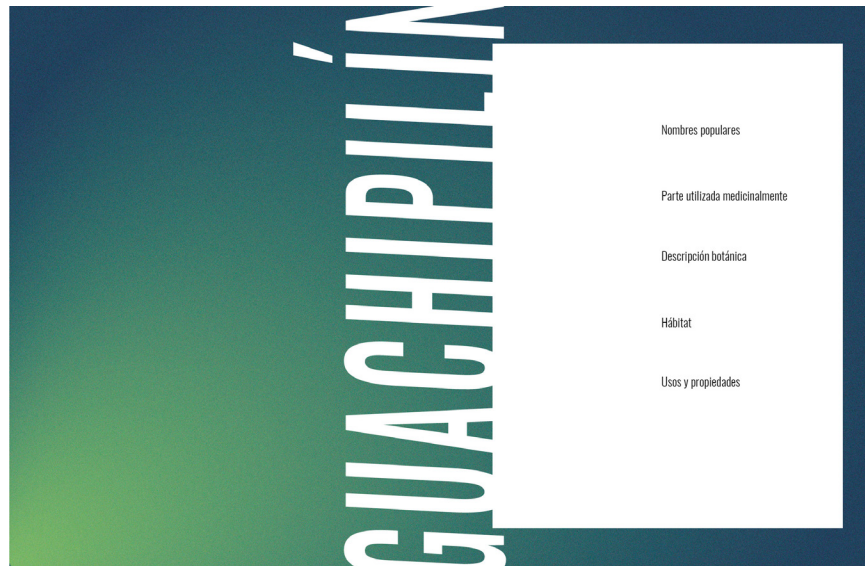 GUACHIPILÍN
Nombres populares
Parte utilizada medicinalmente
Descripción botánica
Hábitat
Usos y propiedades